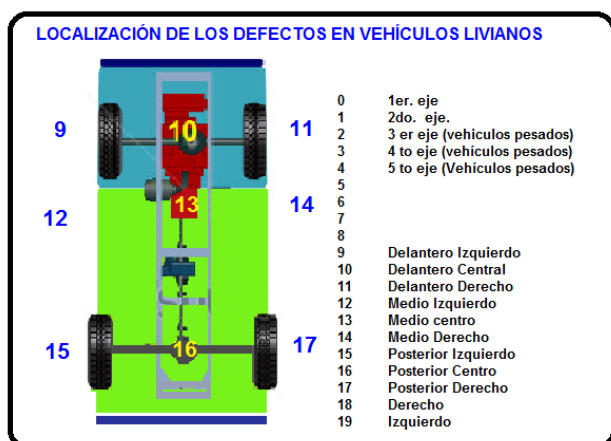 LOCALIZACIÓN DE LOS DEFECTOS EN VEHÍCULOS LIVIANOS
9
10
11
12
13
14
15
16
17
0 1er. eje
1 2do. eje.
2 3 er eje (vehiculos pesados)
3 4 to eje (vehículos pesados)
4 5 to eje (Vehículos pesados)
5
6
7
8
9 Delantero Izquierdo
10 Delantero Central
11 Delantero Derecho
12 Medio Izquierdo
13 Medio centro
14 Medio Derecho
15 Posterior Izquierdo
16 Posterior Centro
17 Posterior Derecho
18 Derecho
19 Izquierdo